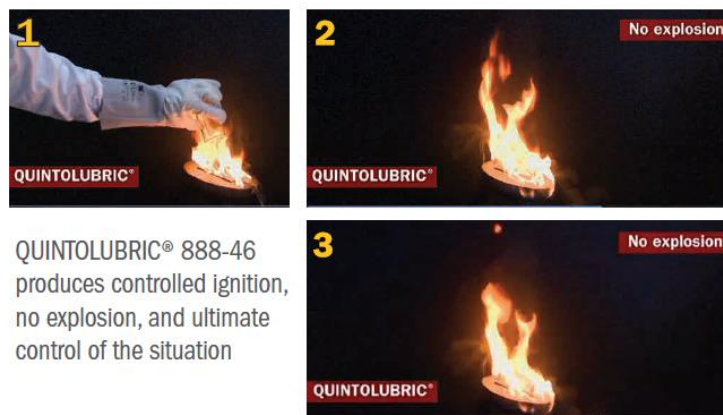 1
QUINTOLUBRIC®
2
No explosion
QUINTOLUBRIC®
QUINTOLUBRIC® 888-46
produces controlled ignition,
no explosion, and ultimate
control of the situation
3
No explosion
QUINTOLUBRIC®